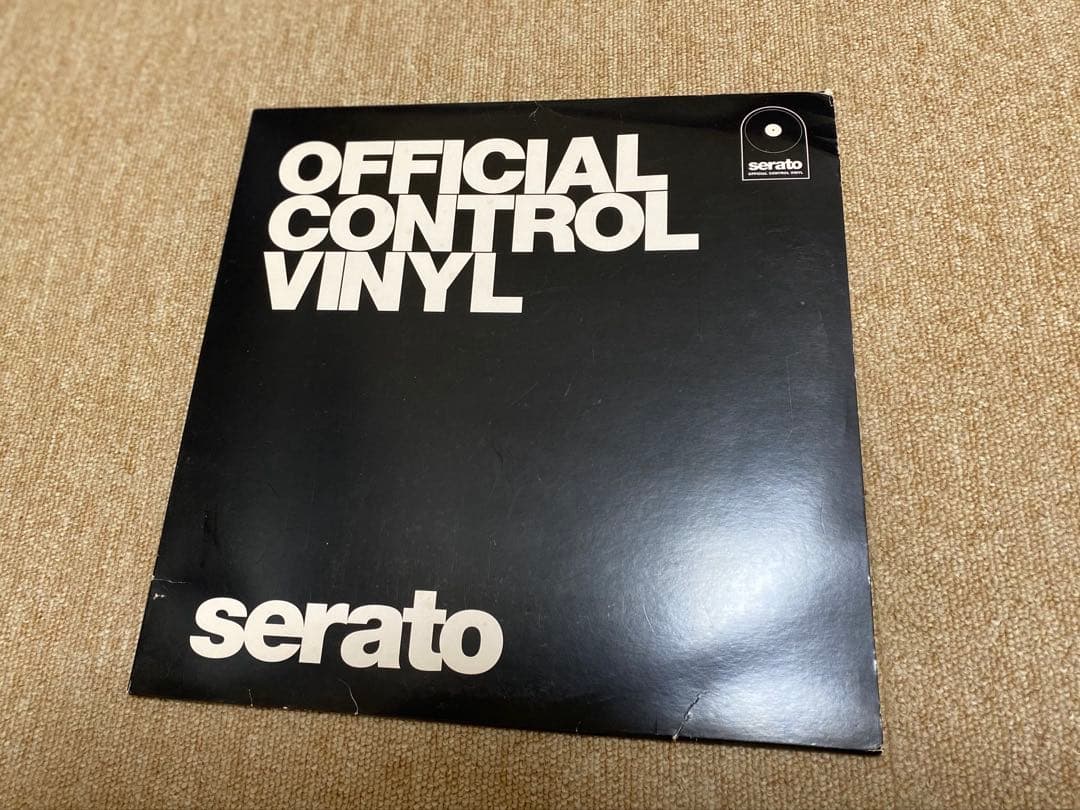 OFFICIAL
CONTROL
VINYL
serato
OFFICIAL CONTROL VINYL
serato